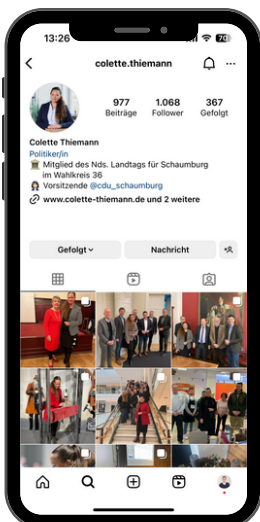 13:26
70
colette.thiemann
977
1.068
367
Beiträge
Follower
Gefolgt
Colette Thiemann
Politiker/in
Mitglied des Nds. Landtags für Schaumburg
im Wahlkreis 36
Vorsitzende @cdu_schaumburg
www.colette-thiemann.de und 2 weitere
Gefolgt
Nachricht